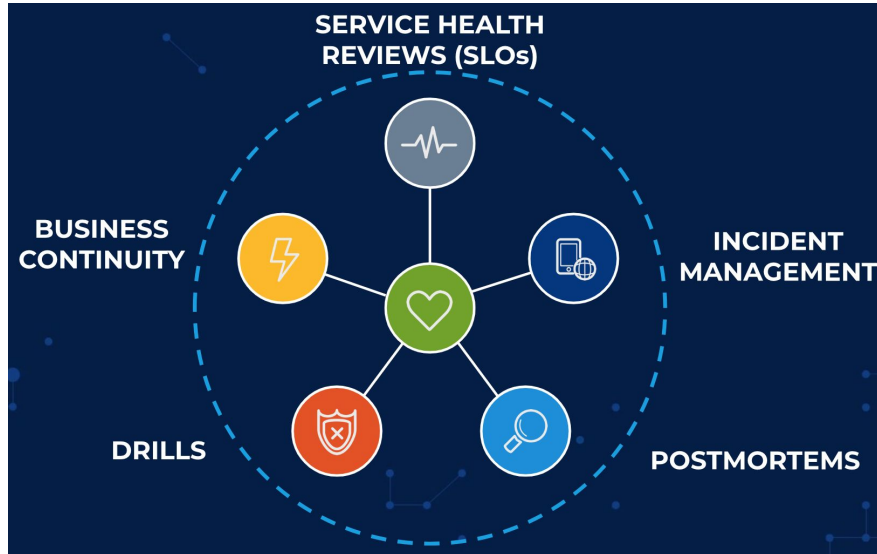 SERVICE HEALTH
REVIEWS (SLOs)
BUSINESS
CONTINUITY
INCIDENT
MANAGEMENT
DRILLS
POSTMORTEMS